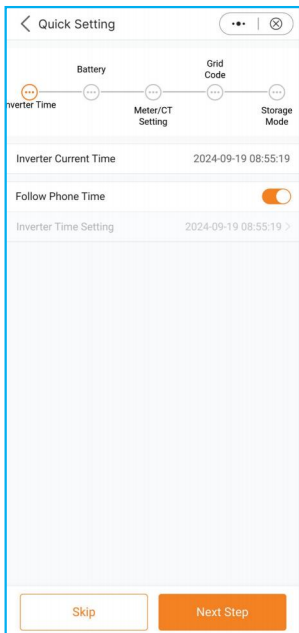 Quick Setting
Battery
Grid
Code
nverter Time
Meter/CT
Setting
Storage
Mode
Inverter Current Time 2024-09-19 08:55:19
Follow Phone Time
Inverter Time Setting 2024-09-19 08:55:19
Skip
Next Step